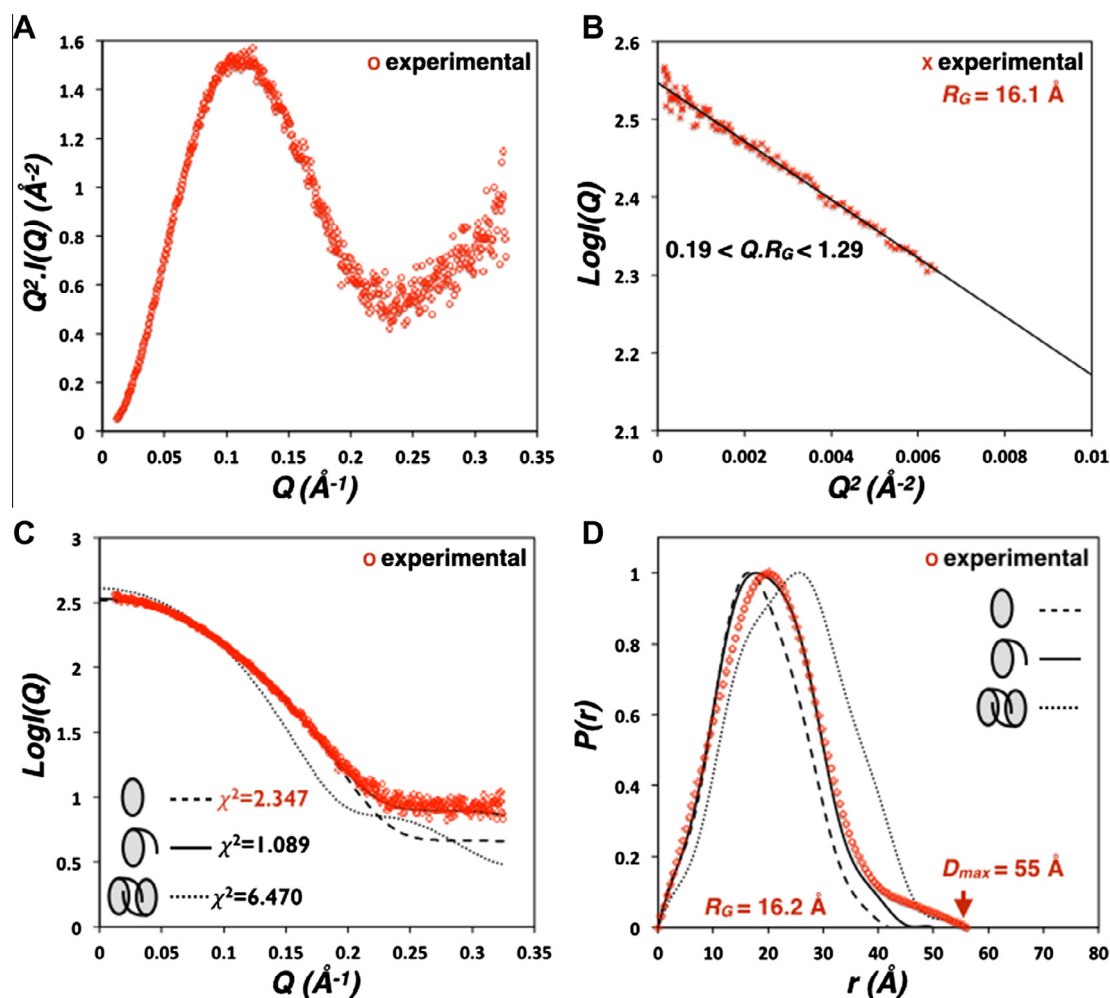 A
o experimental
Q².I(Q) (Å⁻²)
1.6
1.4
1.2
1
0.8
0.6
0.4
0.2
0
0 0.05 0.1 0.15 0.2 0.25 0.3 0.35
Q (Å⁻¹)
B
x experimental
R_G = 16.1 Å
LogI(Q)
2.6
2.5
2.4
2.3
2.2
2.1
0.19 < Q.R_G < 1.29
0 0.002 0.004 0.006 0.008 0.01
Q² (Å⁻²)
C
o experimental
LogI(Q)
3
2.5
2
1.5
1
0.5
0
χ²=2.347
χ²=1.089
χ²=6.470
0 0.05 0.1 0.15 0.2 0.25 0.3 0.35
Q (Å⁻¹)
D
o experimental
P(r)
1
0.8
0.6
0.4
0.2
0
D_max = 55 Å
R_G = 16.2 Å
0 10 20 30 40 50 60 70 80
r (Å)